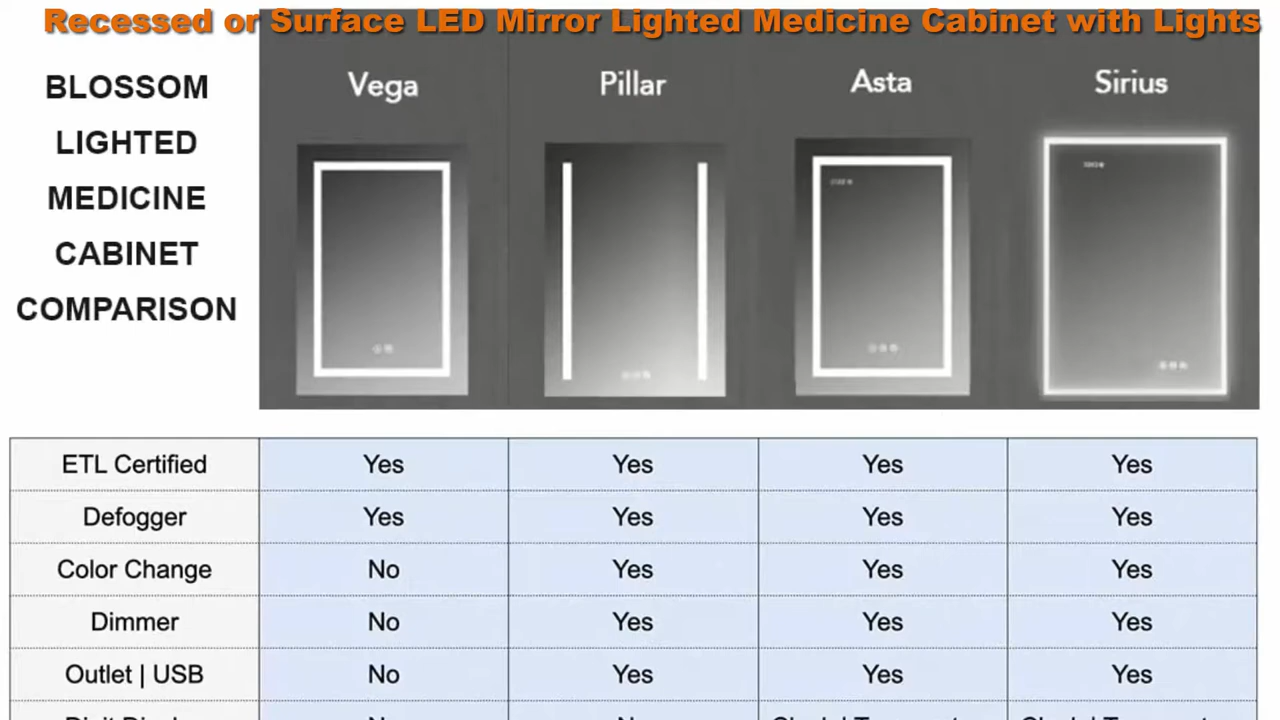 Recessed or Surface LED Mirror Lighted Medicine Cabinet with Lights
BLOSSOM
LIGHTED
MEDICINE
CABINET
COMPARISON
Vega Pillar Asta Sirius
ETL Certified Yes Yes Yes Yes
Defogger Yes Yes Yes Yes
Color Change No Yes Yes Yes
Dimmer No Yes Yes Yes
Outlet | USB No Yes Yes Yes